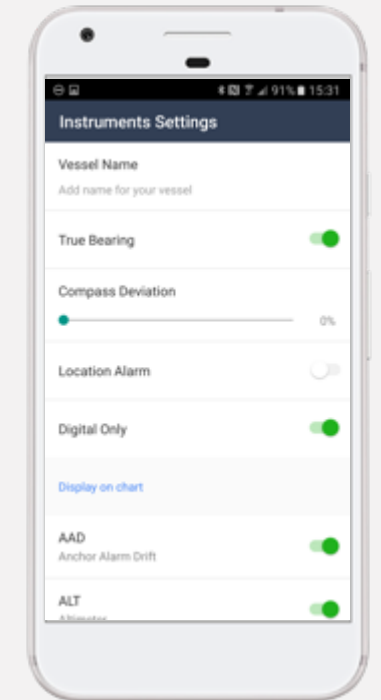 91% 15:31
Instruments Settings
Vessel Name
Add name for your vessel
True Bearing
Compass Deviation
0%
Location Alarm
Digital Only
Display on chart
AAD
Anchor Alarm Drift
ALT
Altimeter